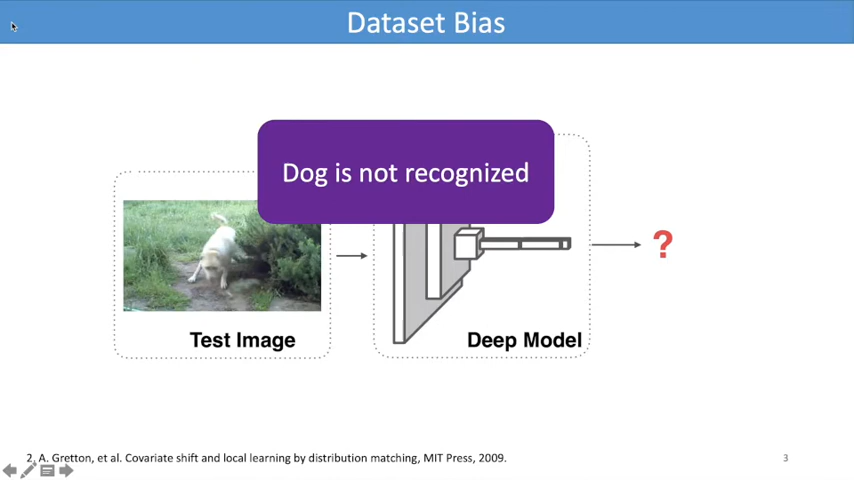 Dataset Bias
Dog is not recognized
?
Test Image
Deep Model
2. A. Gretton, et al. Covariate shift and local learning by distribution matching, MIT Press, 2009.
3